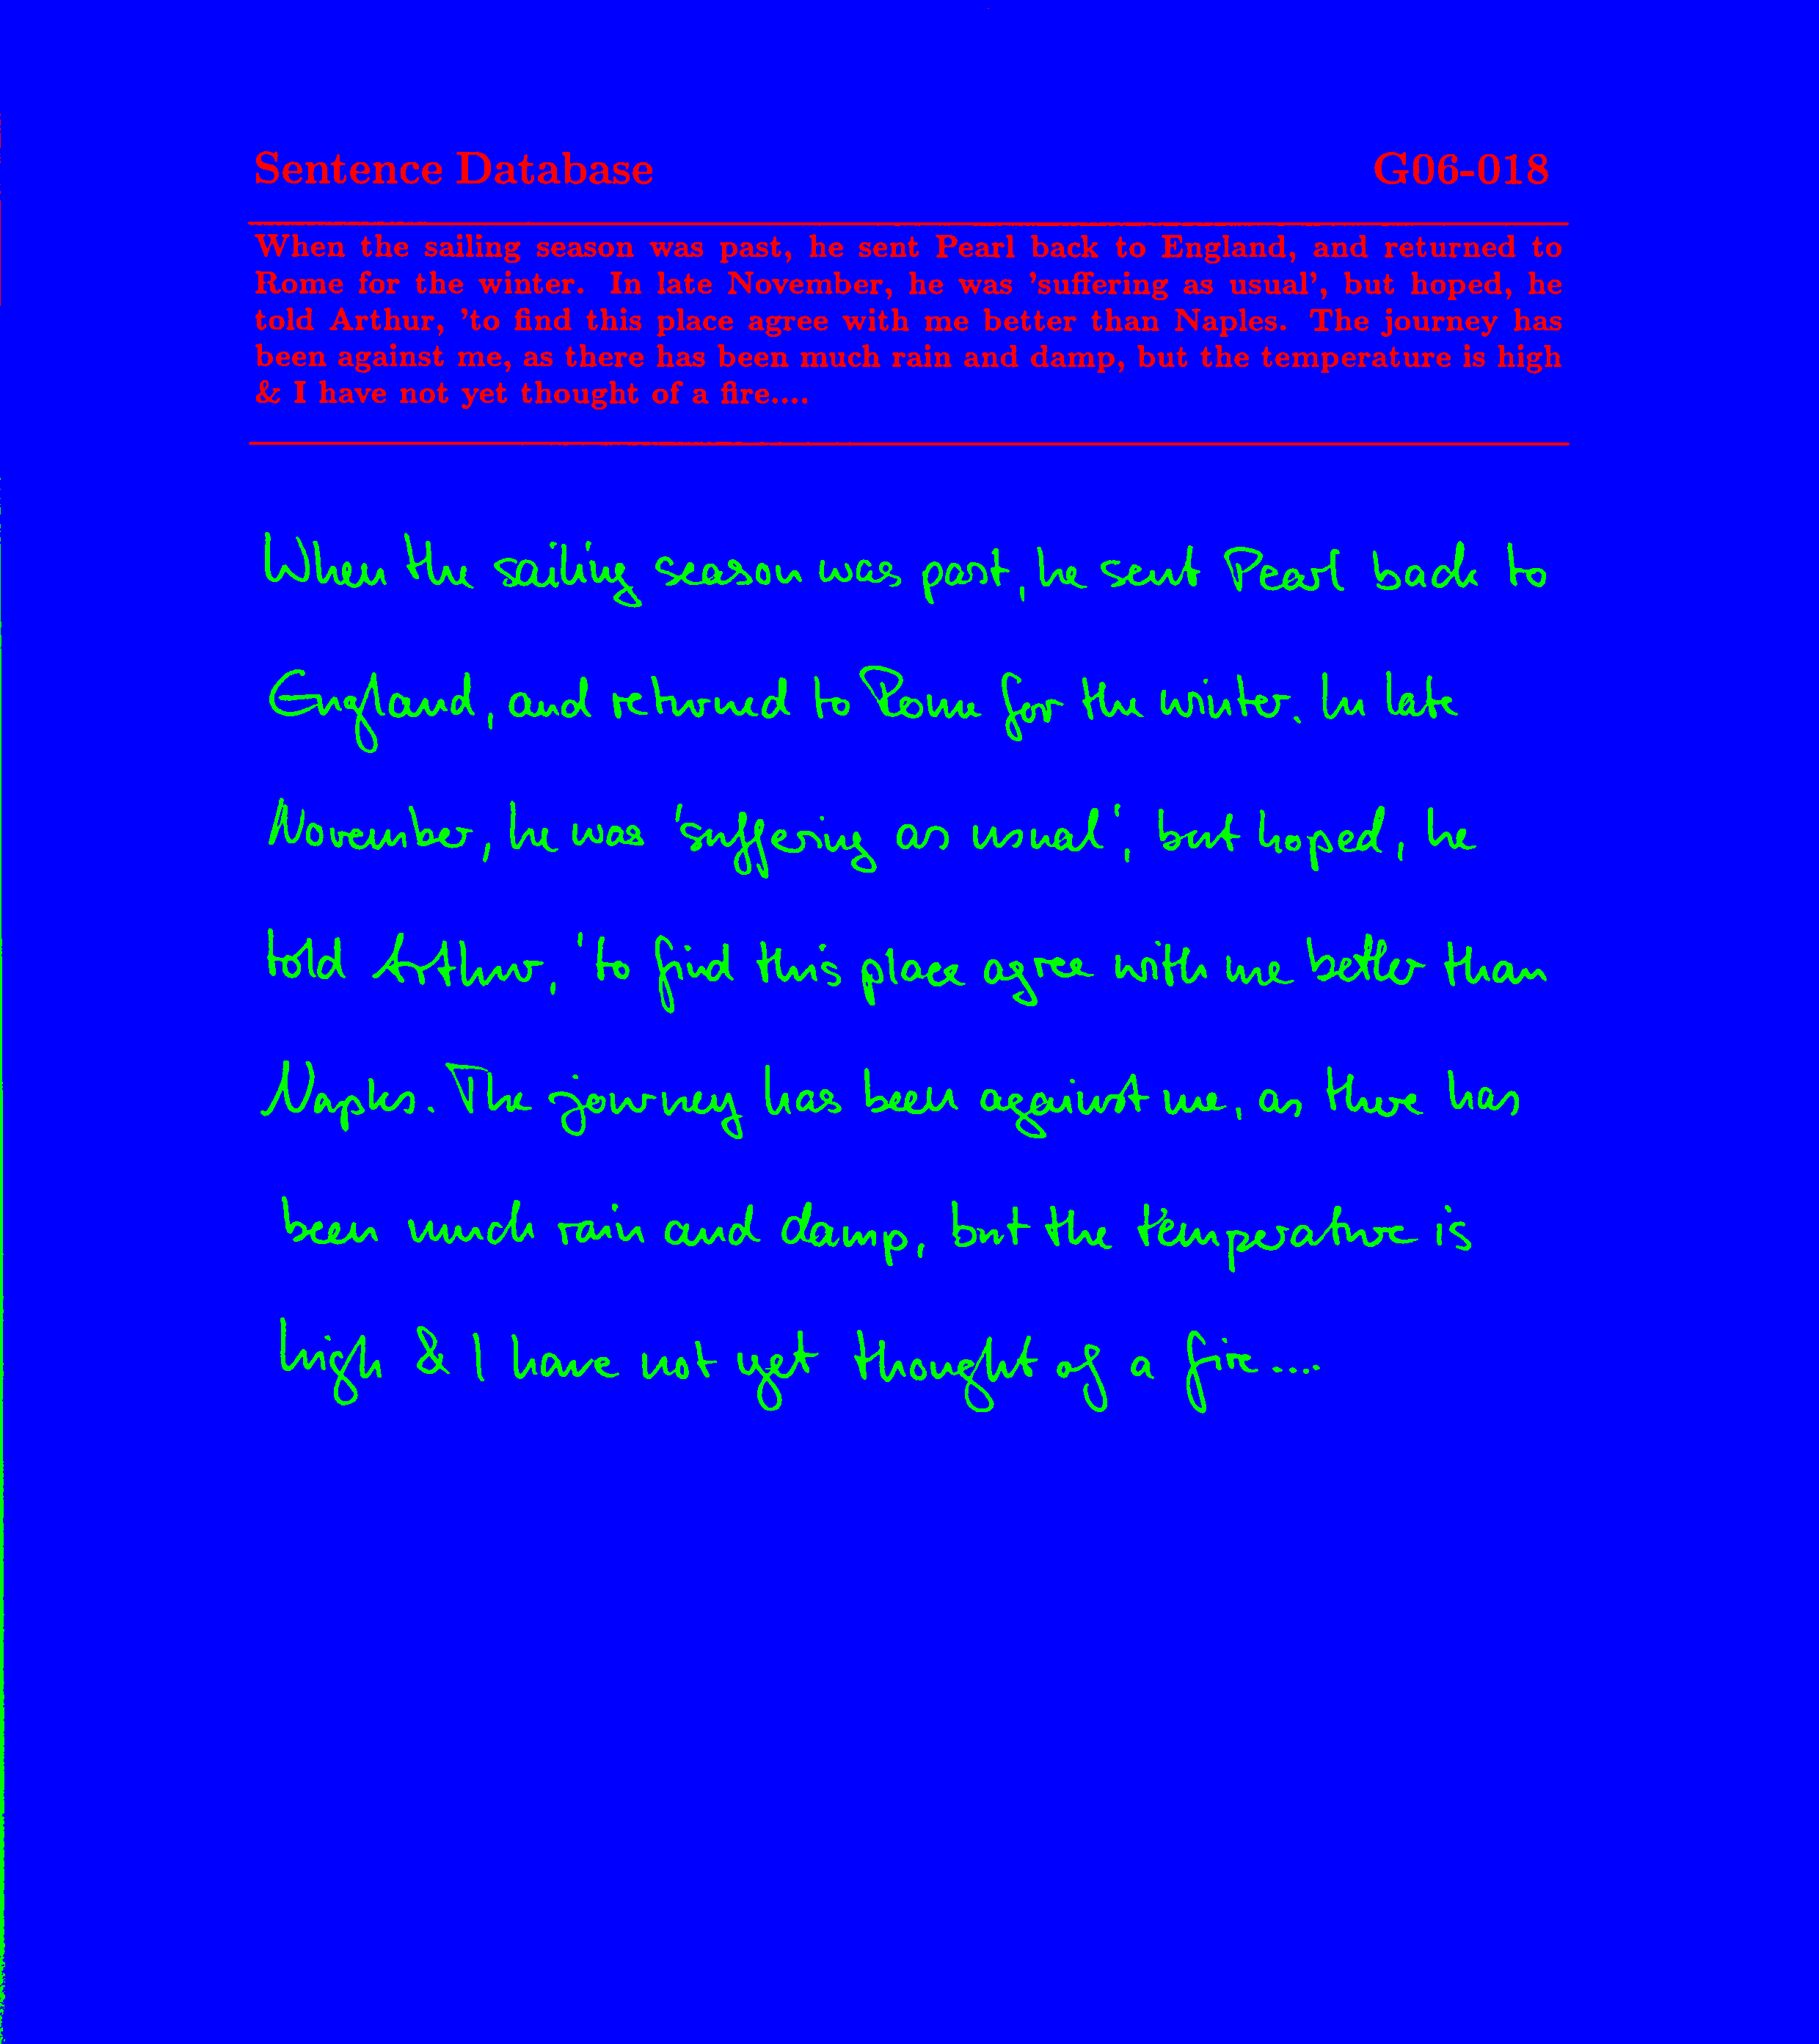 Sentence Database G06-018
When the sailing season was past, he sent Pearl back to England, and returned to
Rome for the winter. In late November, he was 'suffering as usual', but hoped, he
told Arthur, 'to find this place agree with me better than Naples. The journey has
been against me, as there has been much rain and damp, but the temperature is high
& I have not yet thought of a fire....
When the sailing season was past, he sent Pearl back to
England, and returned to Rome for the winter. In late
November, he was 'suffering as usual', but hoped, he
told Arthur, 'to find this place agree with me better than
Naples. The journey has been against me, as there has
been much rain and damp, but the temperature is
high & I have not yet thought of a fire....